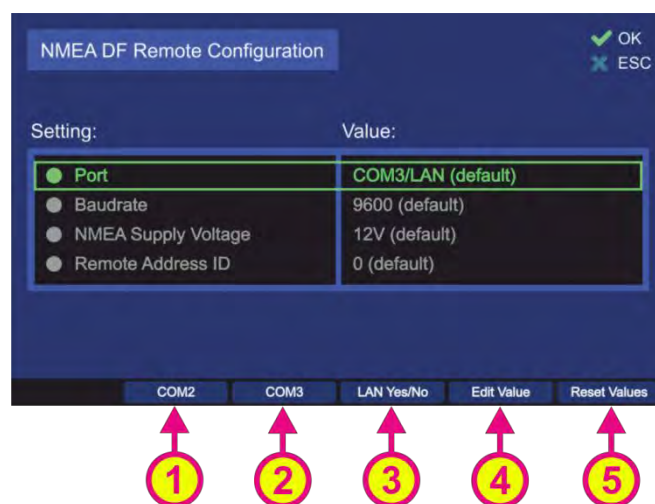 NMEA DF Remote Configuration
OK
ESC
Setting: Value:
Port COM3/LAN (default)
Baudrate 9600 (default)
NMEA Supply Voltage 12V (default)
Remote Address ID 0 (default)
COM2 COM3 LAN Yes/No Edit Value Reset Values
1 2 3 4 5